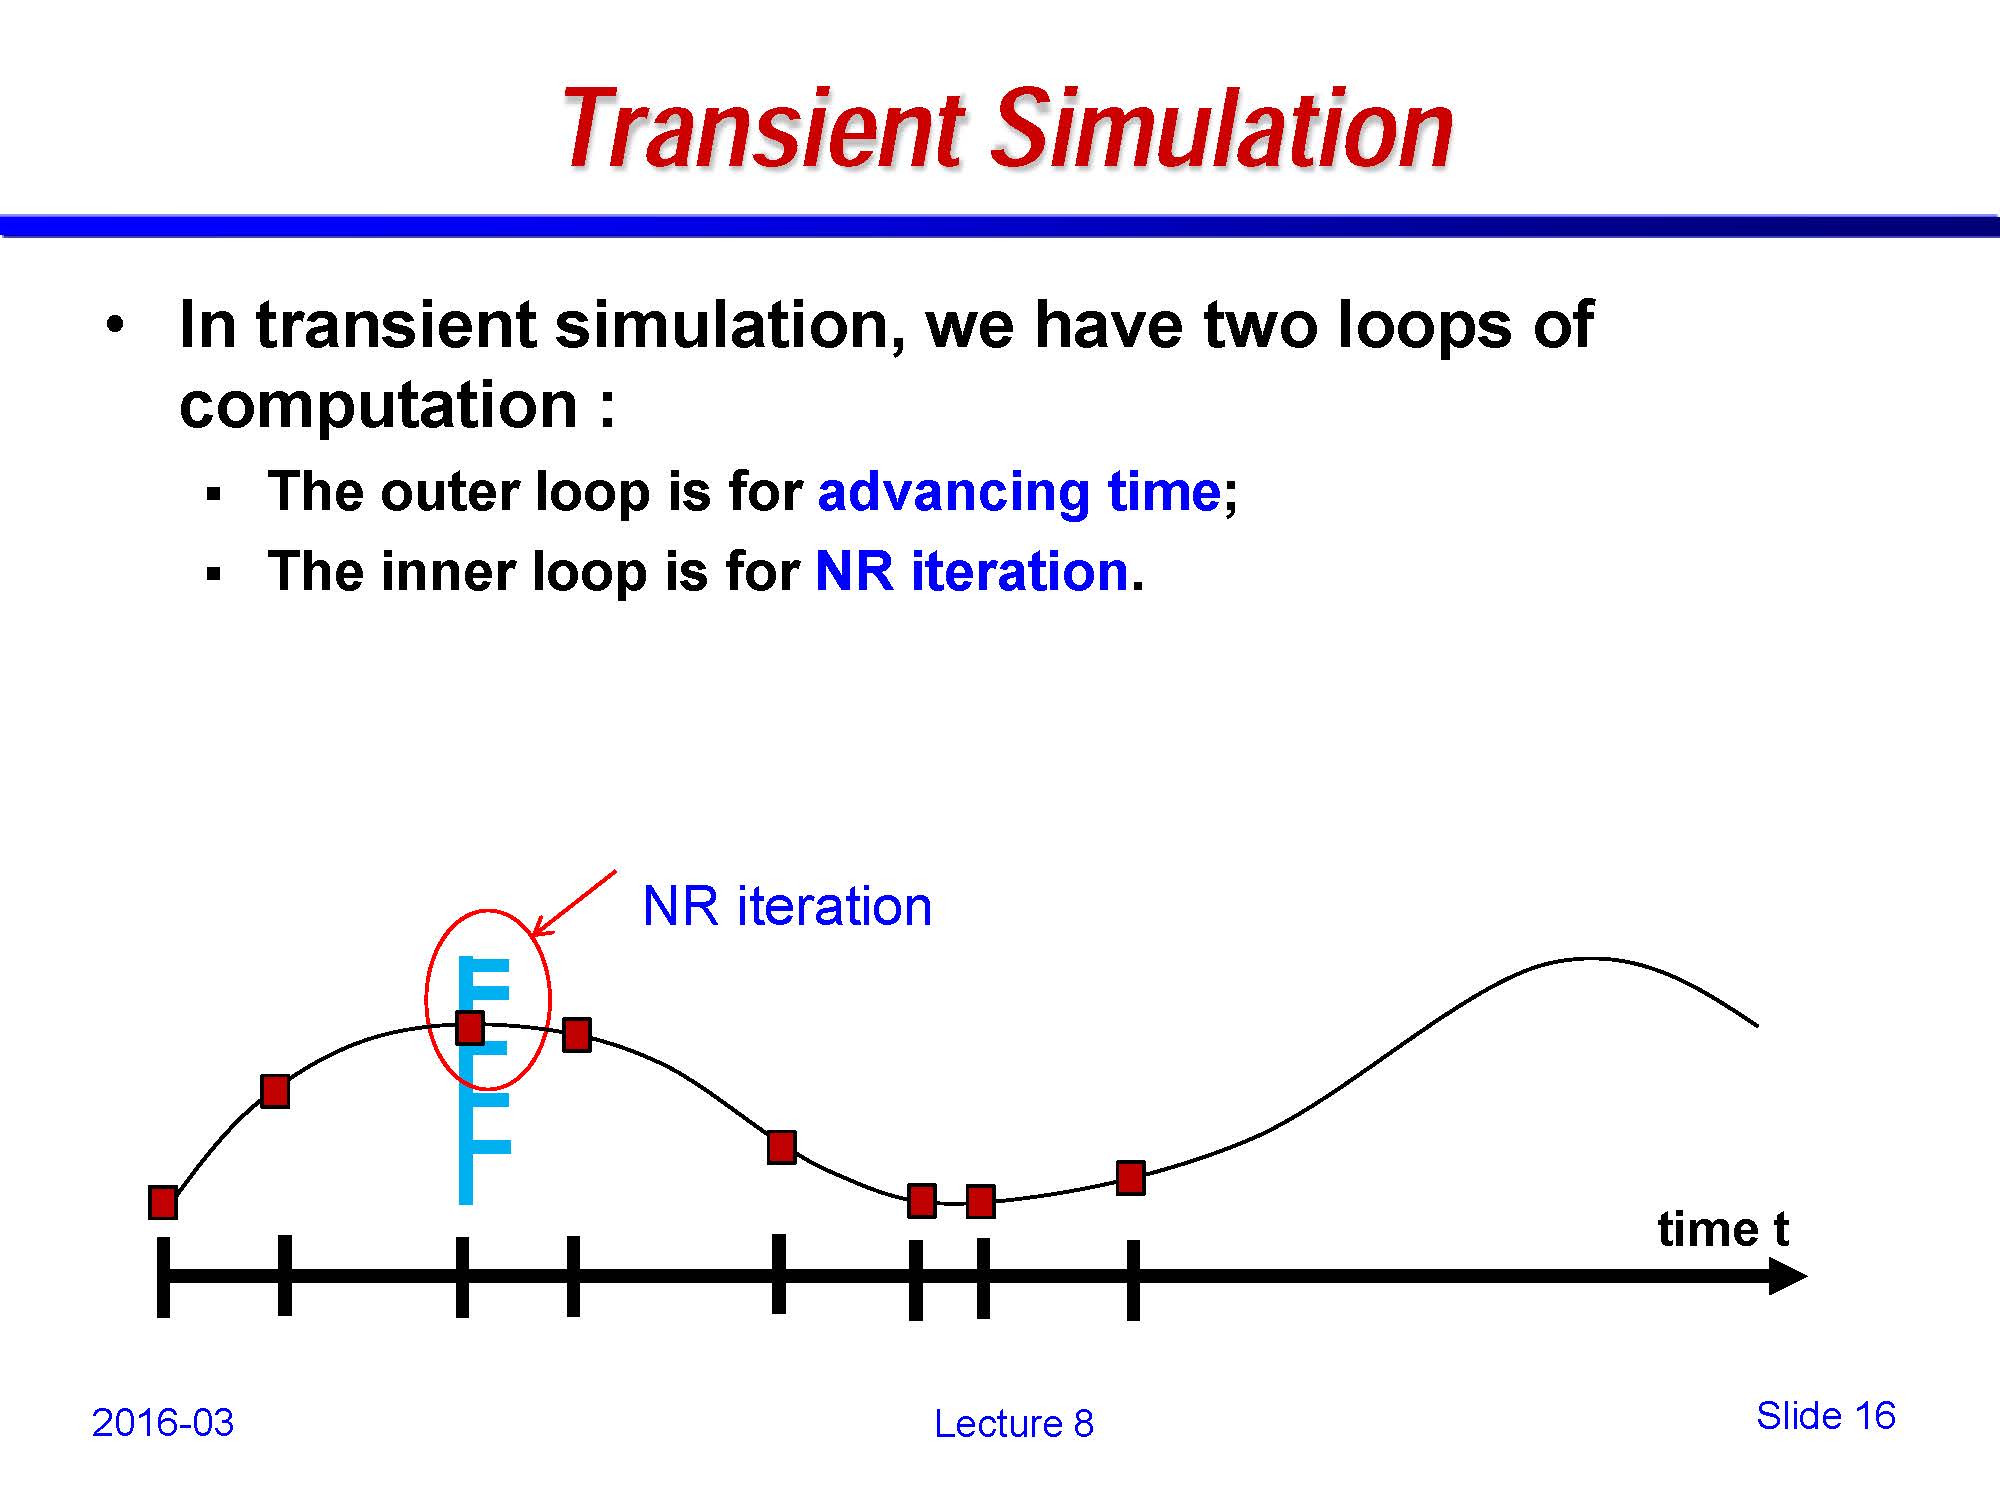 Transient Simulation
• In transient simulation, we have two loops of
computation :
▪ The outer loop is for advancing time;
▪ The inner loop is for NR iteration.
NR iteration
time t
2016-03
Lecture 8
Slide 16